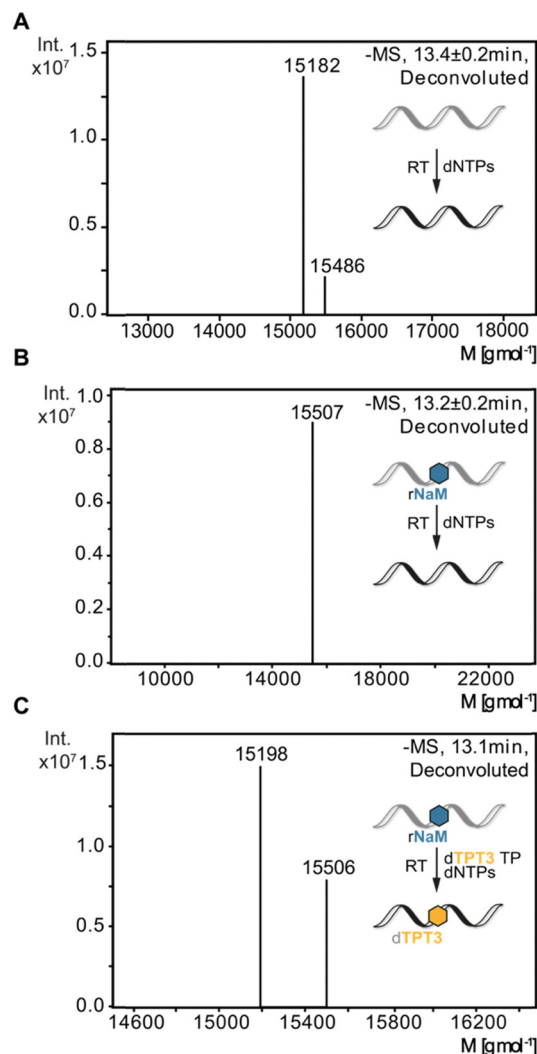 A
Int.
x10⁷
-MS, 13.4±0.2min,
Deconvoluted
1.5
1.0
0.5
0.0
15182
15486
RT dNTPs
13000 14000 15000 16000 17000 18000
M [gmol⁻¹]
B
Int.
x10⁷
-MS, 13.2±0.2min,
Deconvoluted
1.0
0.8
0.6
0.4
0.2
0.0
15507
rNaM
RT dNTPs
10000 14000 18000 22000
M [gmol⁻¹]
C
Int.
x10⁷
-MS, 13.1min,
Deconvoluted
1.5
1.0
0.5
0.0
15198
15506
rNaM
dTPT3 TP
RT dNTPs
dTPT3
14600 15000 15400 15800 16200
M [gmol⁻¹]